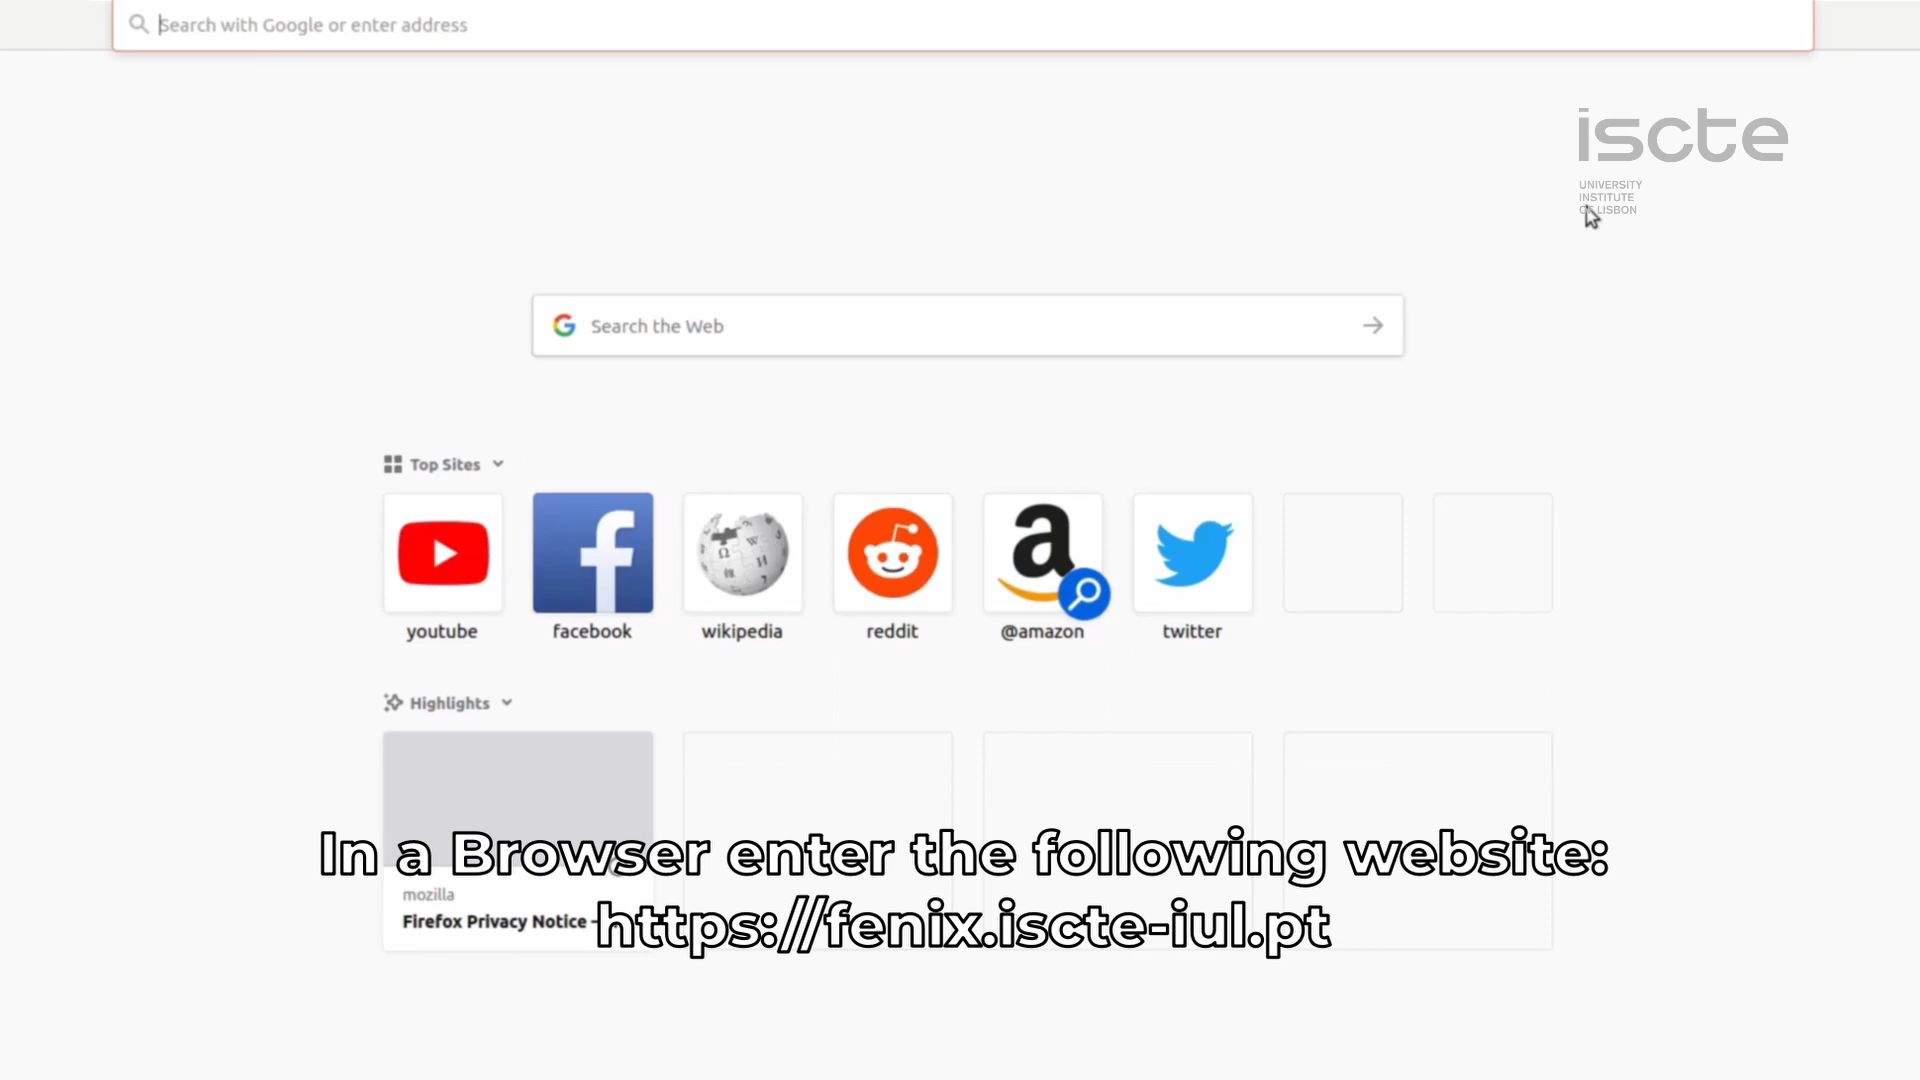 Search with Google or enter address
iscte
UNIVERSITY
INSTITUTE
OF LISBON
Search the Web
Top Sites
youtube
facebook
wikipedia
reddit
@amazon
twitter
Highlights
In a Browser enter the following website:
mozilla
Firefox Privacy Notice -
https://fenix.iscte-iul.pt